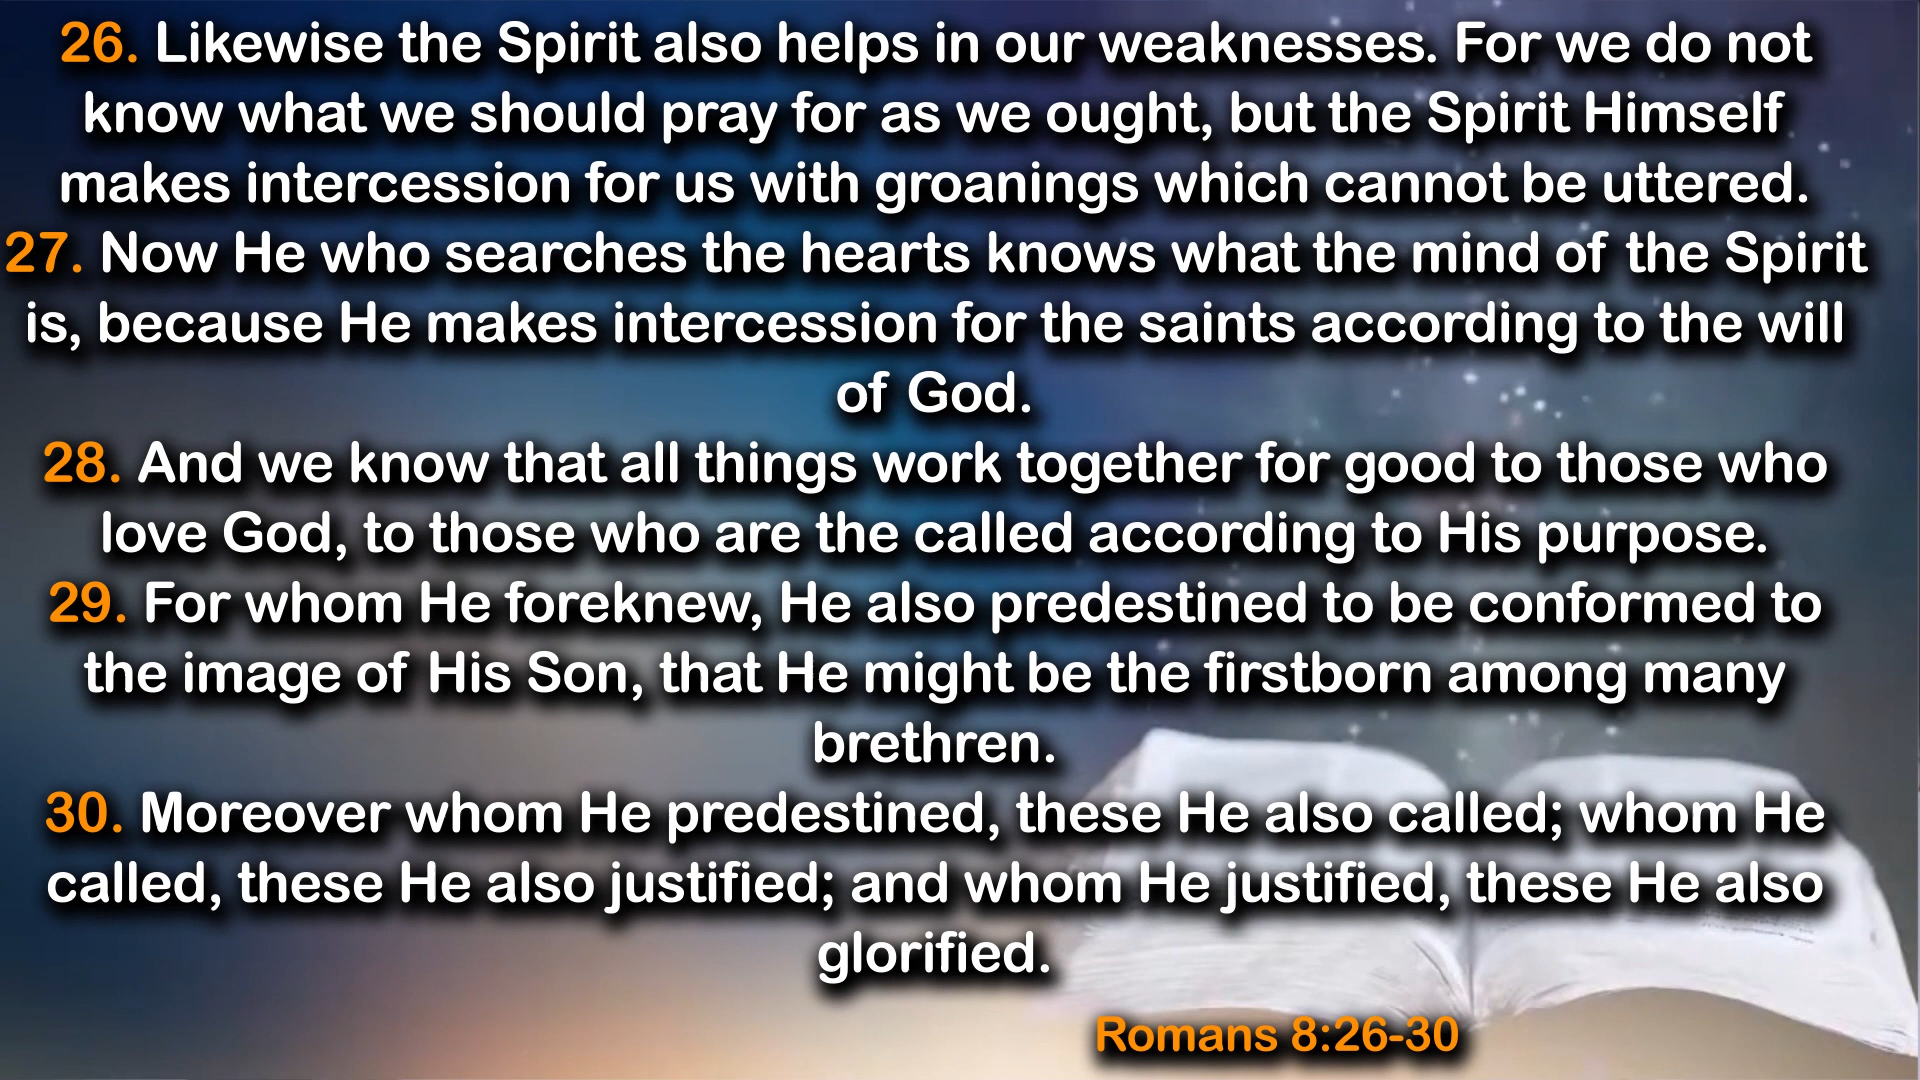 26. Likewise the Spirit also helps in our weaknesses. For we do not
know what we should pray for as we ought, but the Spirit Himself
makes intercession for us with groanings which cannot be uttered.
27. Now He who searches the hearts knows what the mind of the Spirit
is, because He makes intercession for the saints according to the will
of God.
28. And we know that all things work together for good to those who
love God, to those who are the called according to His purpose.
29. For whom He foreknew, He also predestined to be conformed to
the image of His Son, that He might be the firstborn among many
brethren.
30. Moreover whom He predestined, these He also called; whom He
called, these He also justified; and whom He justified, these He also
glorified.
Romans 8:26-30